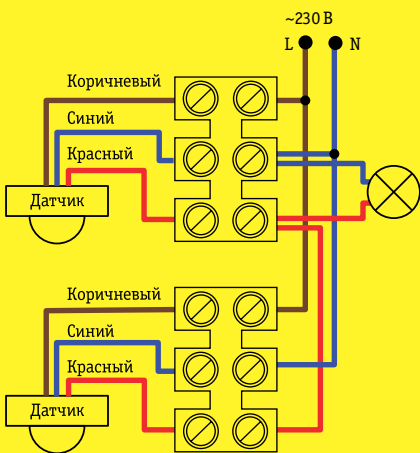 ~230 В
L N
Коричневый
Синий
Красный
Датчик
Коричневый
Синий
Красный
Датчик